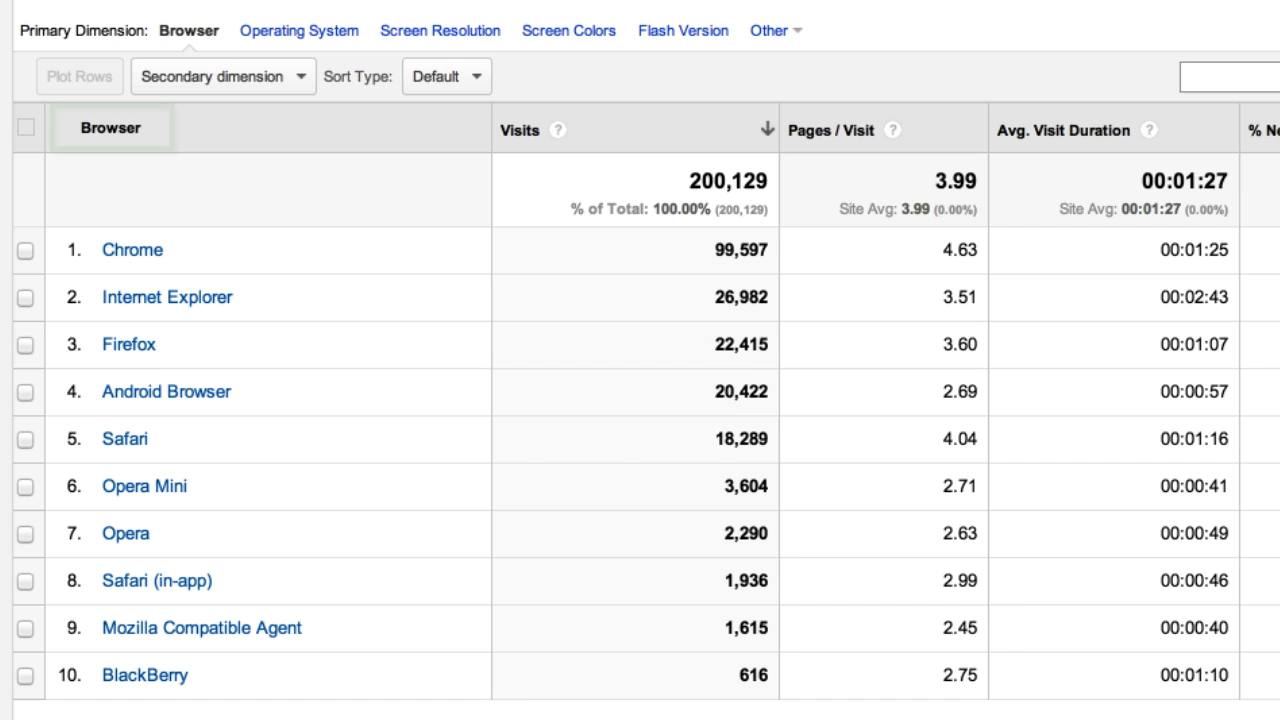 Primary Dimension: Browser Operating System Screen Resolution Screen Colors Flash Version Other
Plot Rows Secondary dimension Sort Type: Default
Browser Visits ? Pages / Visit ? Avg. Visit Duration ? %
200,129 3.99 00:01:27
% of Total: 100.00% (200,129) Site Avg: 3.99 (0.00%) Site Avg: 00:01:27 (0.00%)
1. Chrome 99,597 4.63 00:01:25
2. Internet Explorer 26,982 3.51 00:02:43
3. Firefox 22,415 3.60 00:01:07
4. Android Browser 20,422 2.69 00:00:57
5. Safari 18,289 4.04 00:01:16
6. Opera Mini 3,604 2.71 00:00:41
7. Opera 2,290 2.63 00:00:49
8. Safari (in-app) 1,936 2.99 00:00:46
9. Mozilla Compatible Agent 1,615 2.45 00:00:40
10. BlackBerry 616 2.75 00:01:10